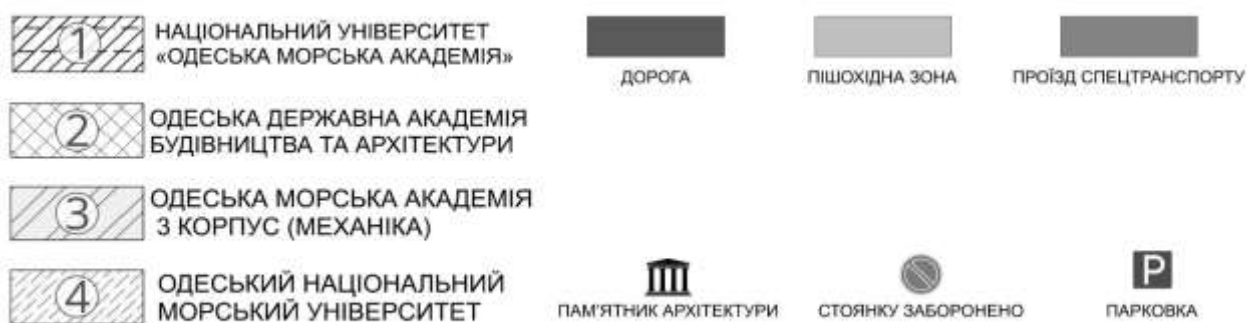 1 НАЦІОНАЛЬНИЙ УНІВЕРСИТЕТ
«ОДЕСЬКА МОРСЬКА АКАДЕМІЯ»
2 ОДЕСЬКА ДЕРЖАВНА АКАДЕМІЯ
БУДІВНИЦТВА ТА АРХІТЕКТУРИ
3 ОДЕСЬКА МОРСЬКА АКАДЕМІЯ
3 КОРПУС (МЕХАНІКА)
4 ОДЕСЬКИЙ НАЦІОНАЛЬНИЙ
МОРСЬКИЙ УНІВЕРСИТЕТ
ДОРОГА
ПІШОХІДНА ЗОНА
ПРОЇЗД СПЕЦТРАНСПОРТУ
ПАМ'ЯТНИК АРХІТЕКТУРИ
СТОЯНКУ ЗАБОРОНЕНО
P
ПАРКОВКА